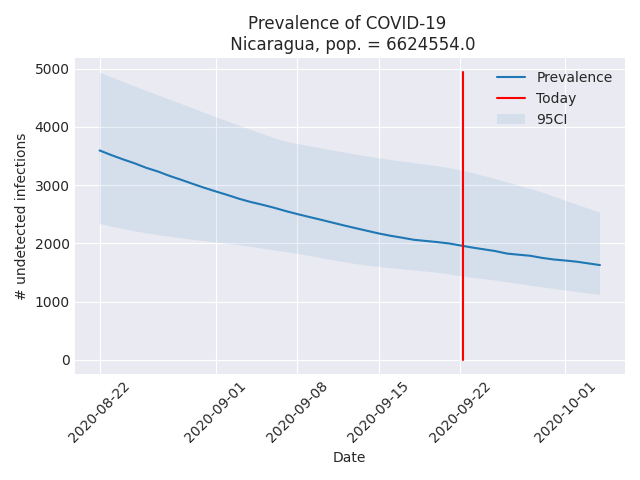 Prevalence of COVID-19
Nicaragua, pop. = 6624554.0
# undetected infections
5000
4000
3000
2000
1000
0
Prevalence
Today
95CI
2020-08-22
2020-09-01
2020-09-08
2020-09-15
2020-09-22
2020-10-01
Date